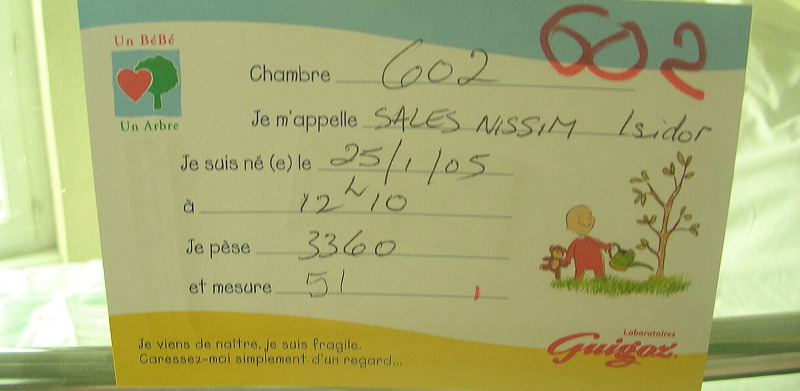 Un BéBé
Un Arbre
602
Chambre 602
Je m'appelle SALES NISSIM Isidor
Je suis né (e) le 25/1/05
à 12h10
Je pèse 3360
et mesure 51
Je viens de naître, je suis fragile.
Caressez-moi simplement d'un regard...
Laboratoires
Guigoz